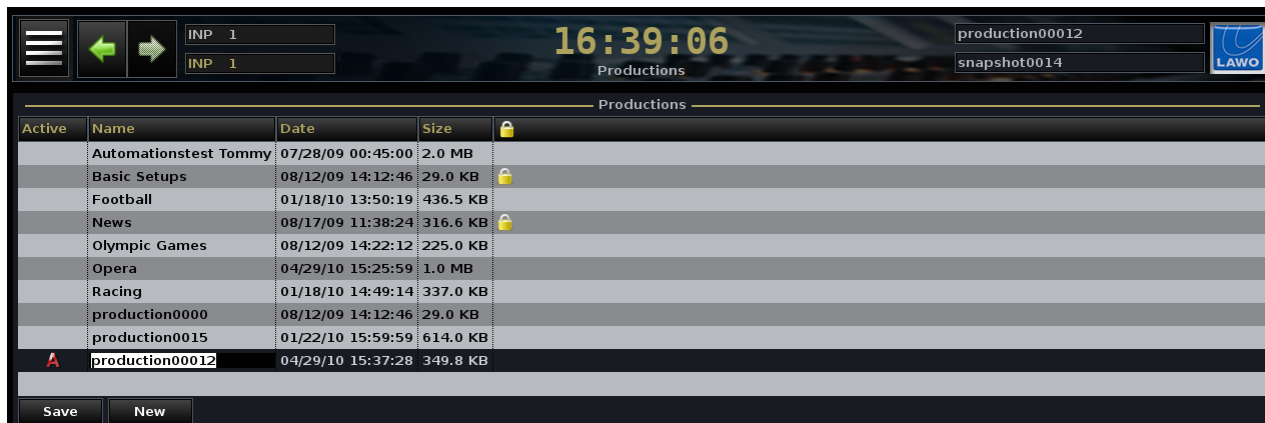 INP 1
INP 1
16:39:06
Productions
production00012
snapshot0014
LAWO
Productions
Active Name Date Size
Automationstest Tommy 07/28/09 00:45:00 2.0 MB
Basic Setups 08/12/09 14:12:46 29.0 KB
Football 01/18/10 13:50:19 436.5 KB
News 08/17/09 11:38:24 316.6 KB
Olympic Games 08/12/09 14:22:12 225.0 KB
Opera 04/29/10 15:25:59 1.0 MB
Racing 01/18/10 14:49:14 337.0 KB
production0000 08/12/09 14:12:46 29.0 KB
production0015 01/22/10 15:59:59 614.0 KB
A production00012 04/29/10 15:37:28 349.8 KB
Save New